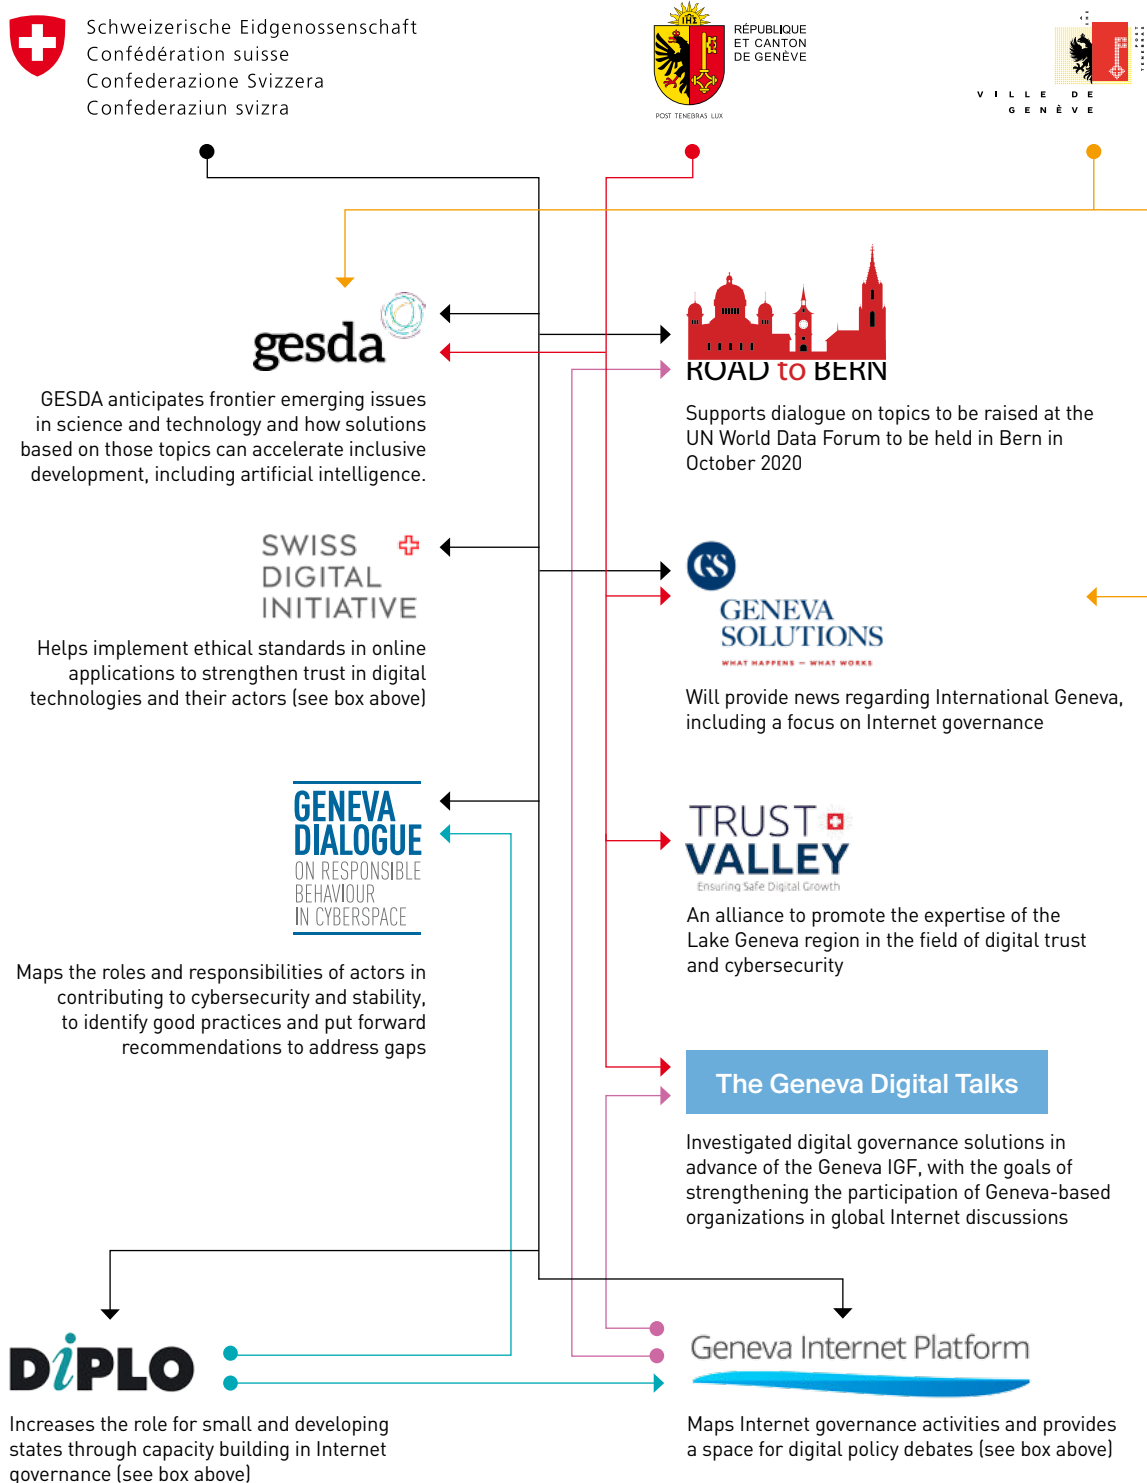 Schweizerische Eidgenossenschaft
Confédération suisse
Confederazione Svizzera
Confederaziun svizra
RÉPUBLIQUE
ET CANTON
DE GENÈVE
POST TENEBRAS LUX
VILLE DE
GENÈVE
POST
TENEBRAS
gesda
GESDA anticipates frontier emerging issues
in science and technology and how solutions
based on those topics can accelerate inclusive
development, including artificial intelligence.
ROAD to BERN
Supports dialogue on topics to be raised at the
UN World Data Forum to be held in Bern in
October 2020
SWISS
DIGITAL
INITIATIVE
Helps implement ethical standards in online
applications to strengthen trust in digital
technologies and their actors (see box above)
GS
GENEVA
SOLUTIONS
WHAT HAPPENS – WHAT WORKS
Will provide news regarding International Geneva,
including a focus on Internet governance
GENEVA
DIALOGUE
ON RESPONSIBLE
BEHAVIOUR
IN CYBERSPACE
Maps the roles and responsibilities of actors in
contributing to cybersecurity and stability,
to identify good practices and put forward
recommendations to address gaps
TRUST
VALLEY
Ensuring Safe Digital Growth
An alliance to promote the expertise of the
Lake Geneva region in the field of digital trust
and cybersecurity
The Geneva Digital Talks
Investigated digital governance solutions in
advance of the Geneva IGF, with the goals of
strengthening the participation of Geneva-based
organizations in global Internet discussions
DiPLO
Increases the role for small and developing
states through capacity building in Internet
governance (see box above)
Geneva Internet Platform
Maps Internet governance activities and provides
a space for digital policy debates (see box above)